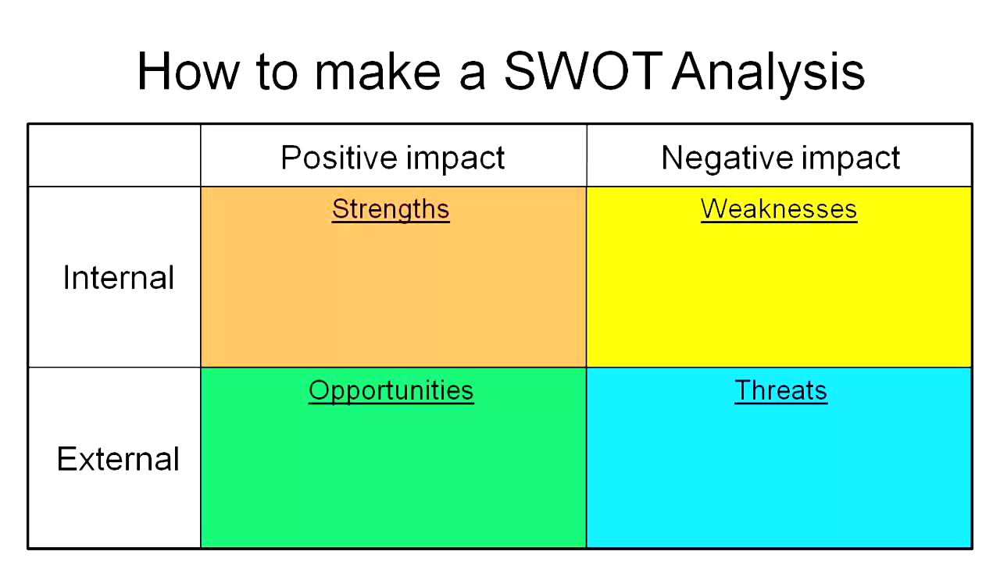 How to make a SWOT Analysis
Positive impact
Negative impact
Internal
Strengths
Weaknesses
External
Opportunities
Threats